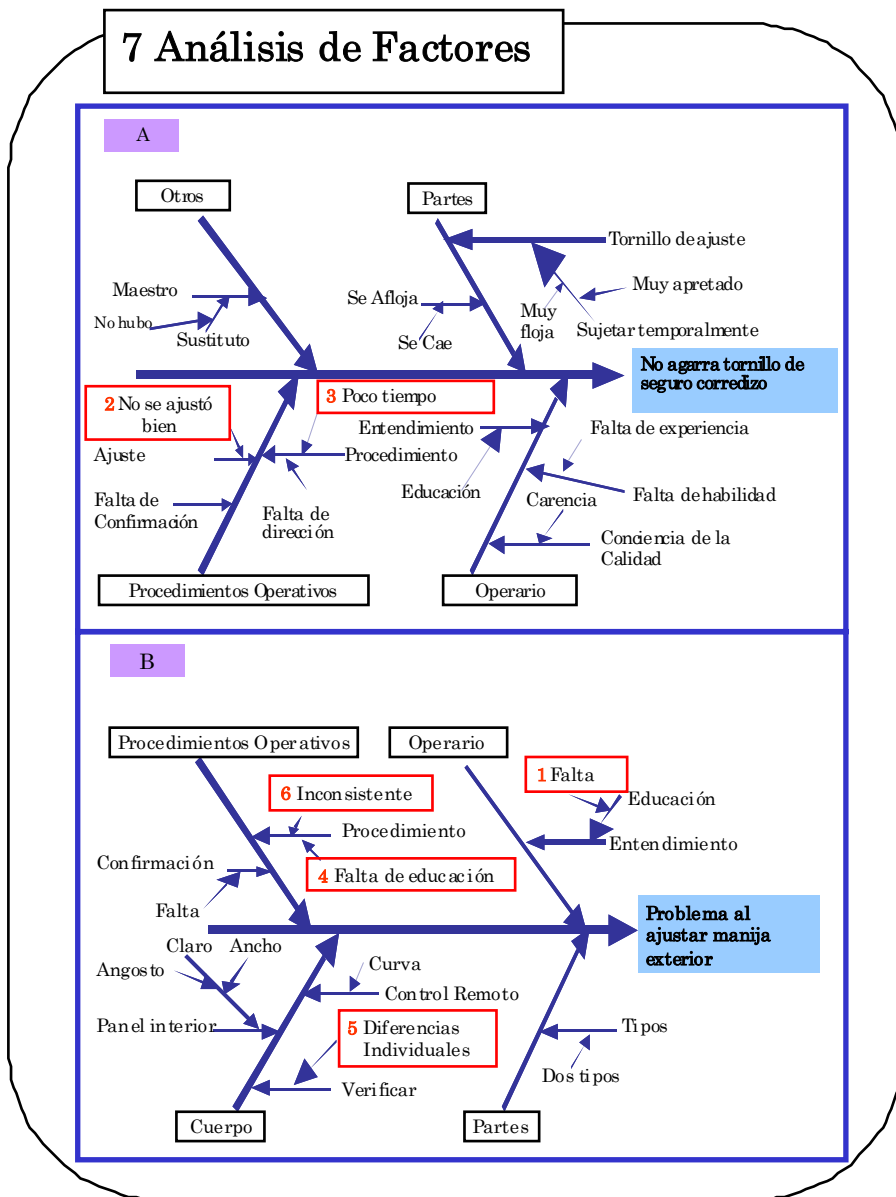 7 Análisis de Factores
A
Otros
Partes
Tornillo de ajuste
Maestro
Se Afloja
Muy apretado
No hubo
Sustituto
Muy
floja
Sujetar temporalmente
Se Cae
No agarra tornillo de
seguro corredizo
2 No se ajustó
bien
3 Poco tiempo
Entendimiento
Falta de experiencia
Ajuste
Procedimiento
Educación
Carencia
Falta de habilidad
Falta de
Confirmación
Falta de
dirección
Conciencia de la
Calidad
Procedimientos Operativos
Operario
B
Procedimientos Operativos
Operario
1 Falta
6 Inconsistente
Educación
Procedimiento
Entendimiento
Confirmación
4 Falta de educación
Falta
Problema al
ajustar manija
exterior
Claro
Ancho
Angosto
Curva
Control Remoto
Panel interior
5 Diferencias
Individuales
Tipos
Dos tipos
Verificar
Cuerpo
Partes